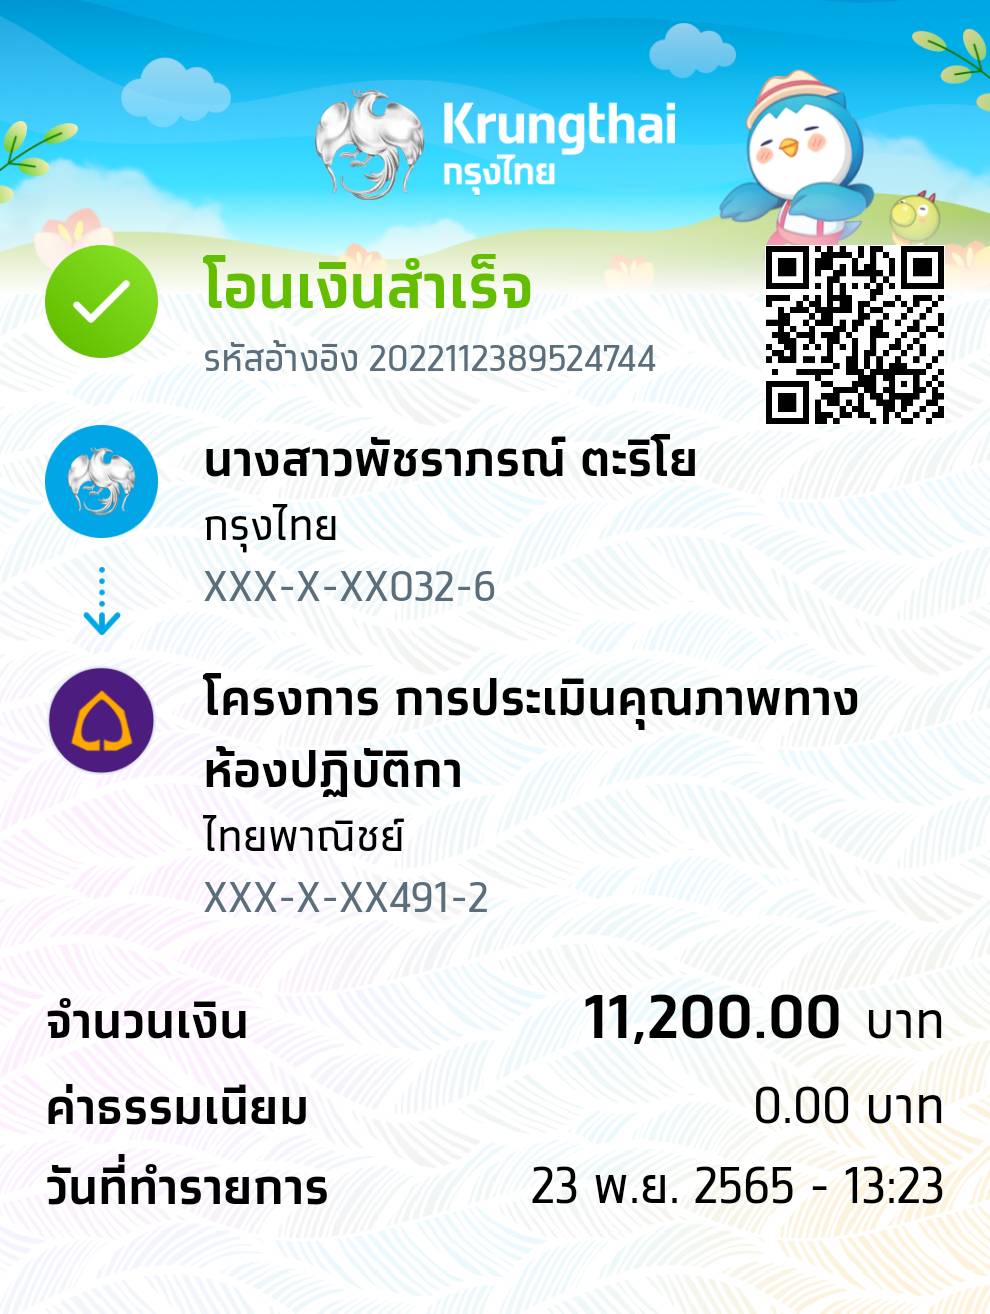 Krungthai
กรุงไทย
โอนเงินสำเร็จ
รหัสอ้างอิง 2022112389524744
นางสาวพัชราภรณ์ ตะริโย
กรุงไทย
XXX-X-XX032-6
โครงการ การประเมินคุณภาพทาง
ห้องปฏิบัติกา
ไทยพาณิชย์
XXX-X-XX491-2
จำนวนเงิน 11,200.00 บาท
ค่าธรรมเนียม 0.00 บาท
วันที่ทำรายการ 23 พ.ย. 2565 - 13:23